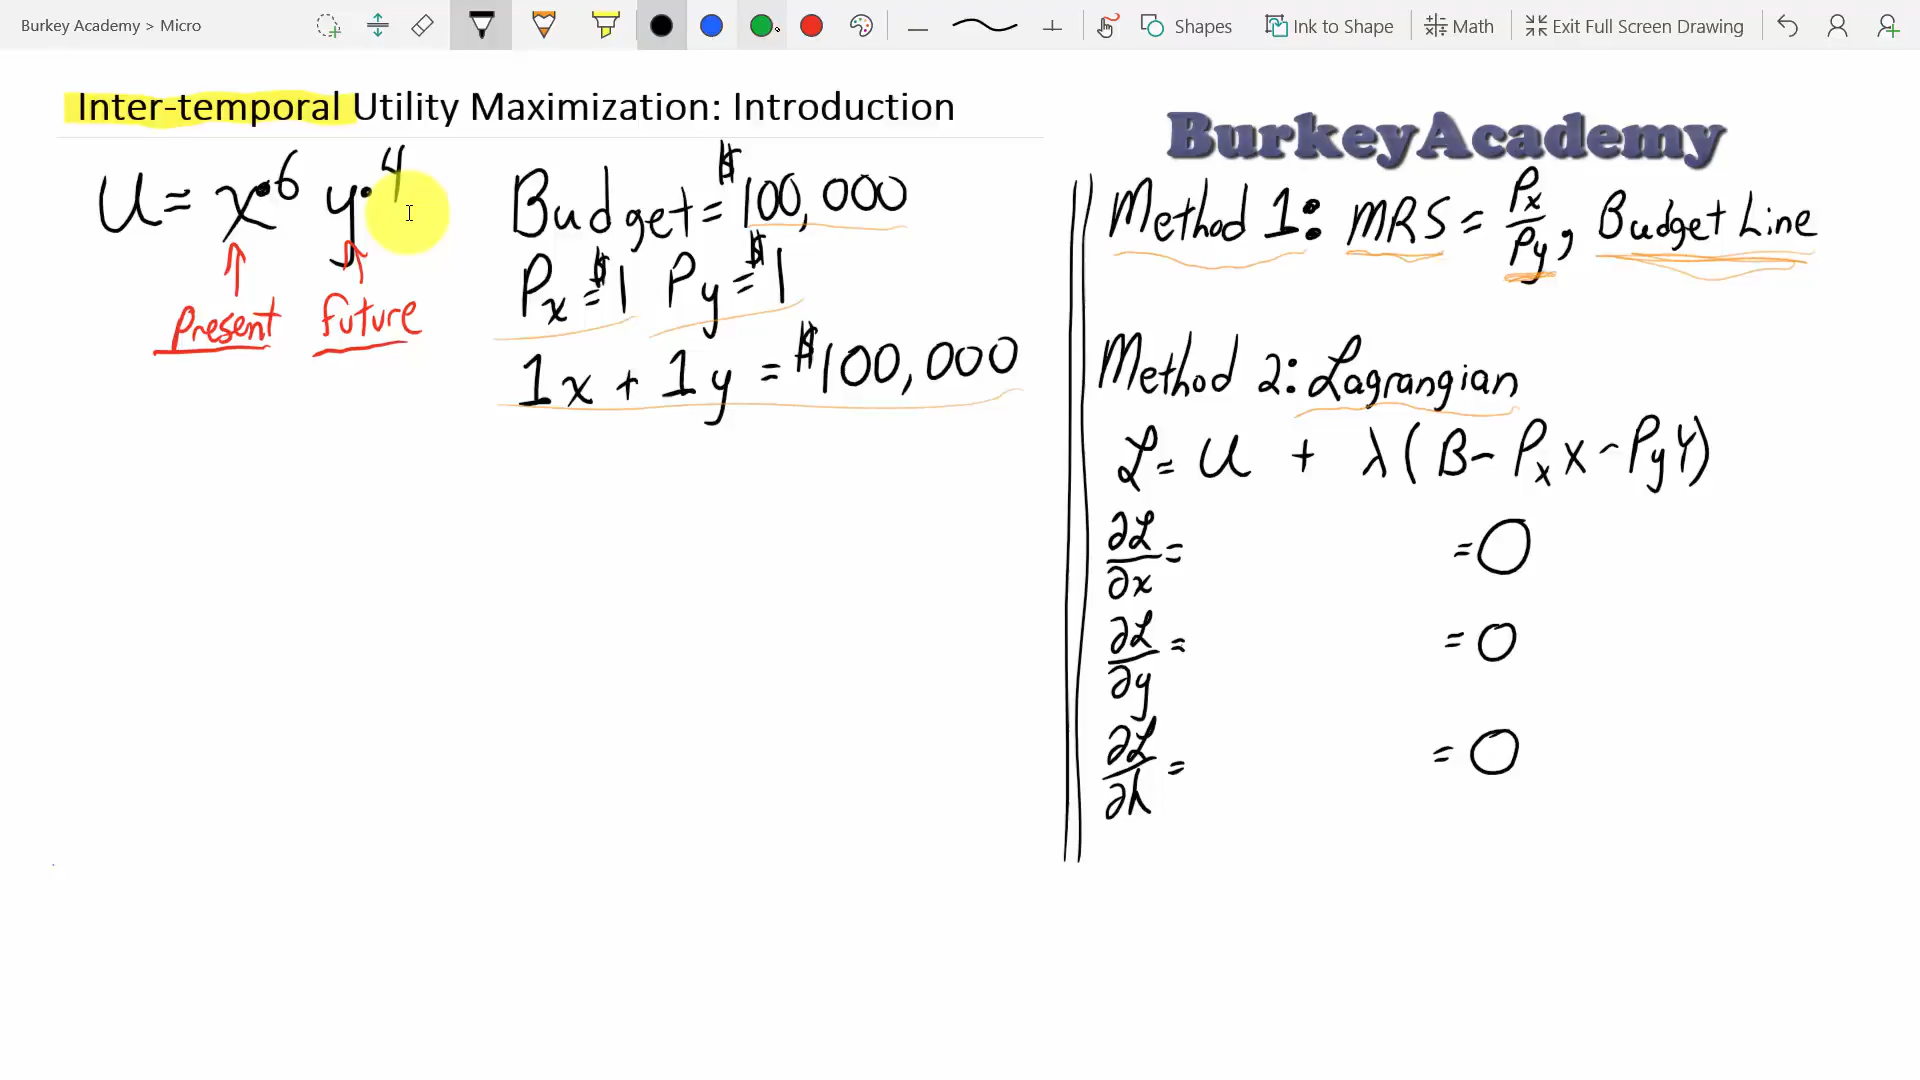 Burkey Academy > Micro
Shapes
Ink to Shape
Math
Exit Full Screen Drawing
Inter-temporal Utility Maximization: Introduction
BurkeyAcademy
U = x^.6 y^.4
Present
future
Budget = $100,000
Px = $1 Py = $1
1x + 1y = $100,000
Method 1: MRS = Px/Py, Budget Line
Method 2: Lagrangian
ℒ = U + λ(B - PxX - PyY)
∂ℒ/∂x = = 0
∂ℒ/∂y = = 0
∂ℒ/∂λ = = 0